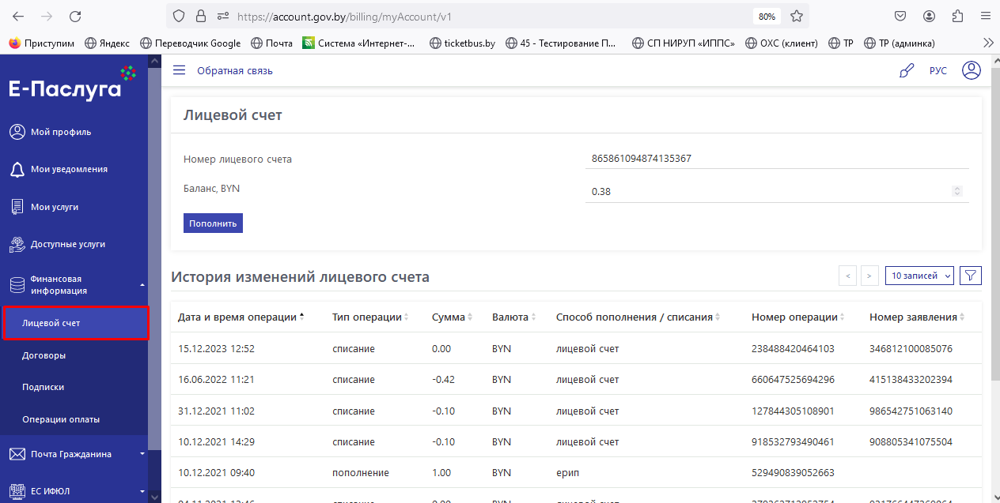 https://account.gov.by/billing/myAccount/v1 80%
Приступим Яндекс Переводчик Google Почта Система «Интернет-... ticketbus.by 45 - Тестирование П... СП НИРУП «ИППС» ОХС (клиент) ТР ТР (админка)
Е-Паслуга
Мой профиль
Мои уведомления
Мои услуги
Доступные услуги
Финансовая
информация
Лицевой счет
Договоры
Подписки
Операции оплаты
Почта Гражданина
ЕС ИФЮЛ
Обратная связь РУС
Лицевой счет
Номер лицевого счета 865861094874135367
Баланс, BYN 0.38
Пополнить
История изменений лицевого счета < > 10 записей
Дата и время операции Тип операции Сумма Валюта Способ пополнения / списания Номер операции Номер заявления
15.12.2023 12:52 списание 0.00 BYN лицевой счет 238488420464103 346812100085076
16.06.2022 11:21 списание -0.42 BYN лицевой счет 660647525694296 415138433202394
31.12.2021 11:02 списание -0.10 BYN лицевой счет 127844305108901 986542751063140
10.12.2021 14:29 списание -0.10 BYN лицевой счет 918532793490461 908805341075504
10.12.2021 09:40 пополнение 1.00 BYN ерип 529490839052663